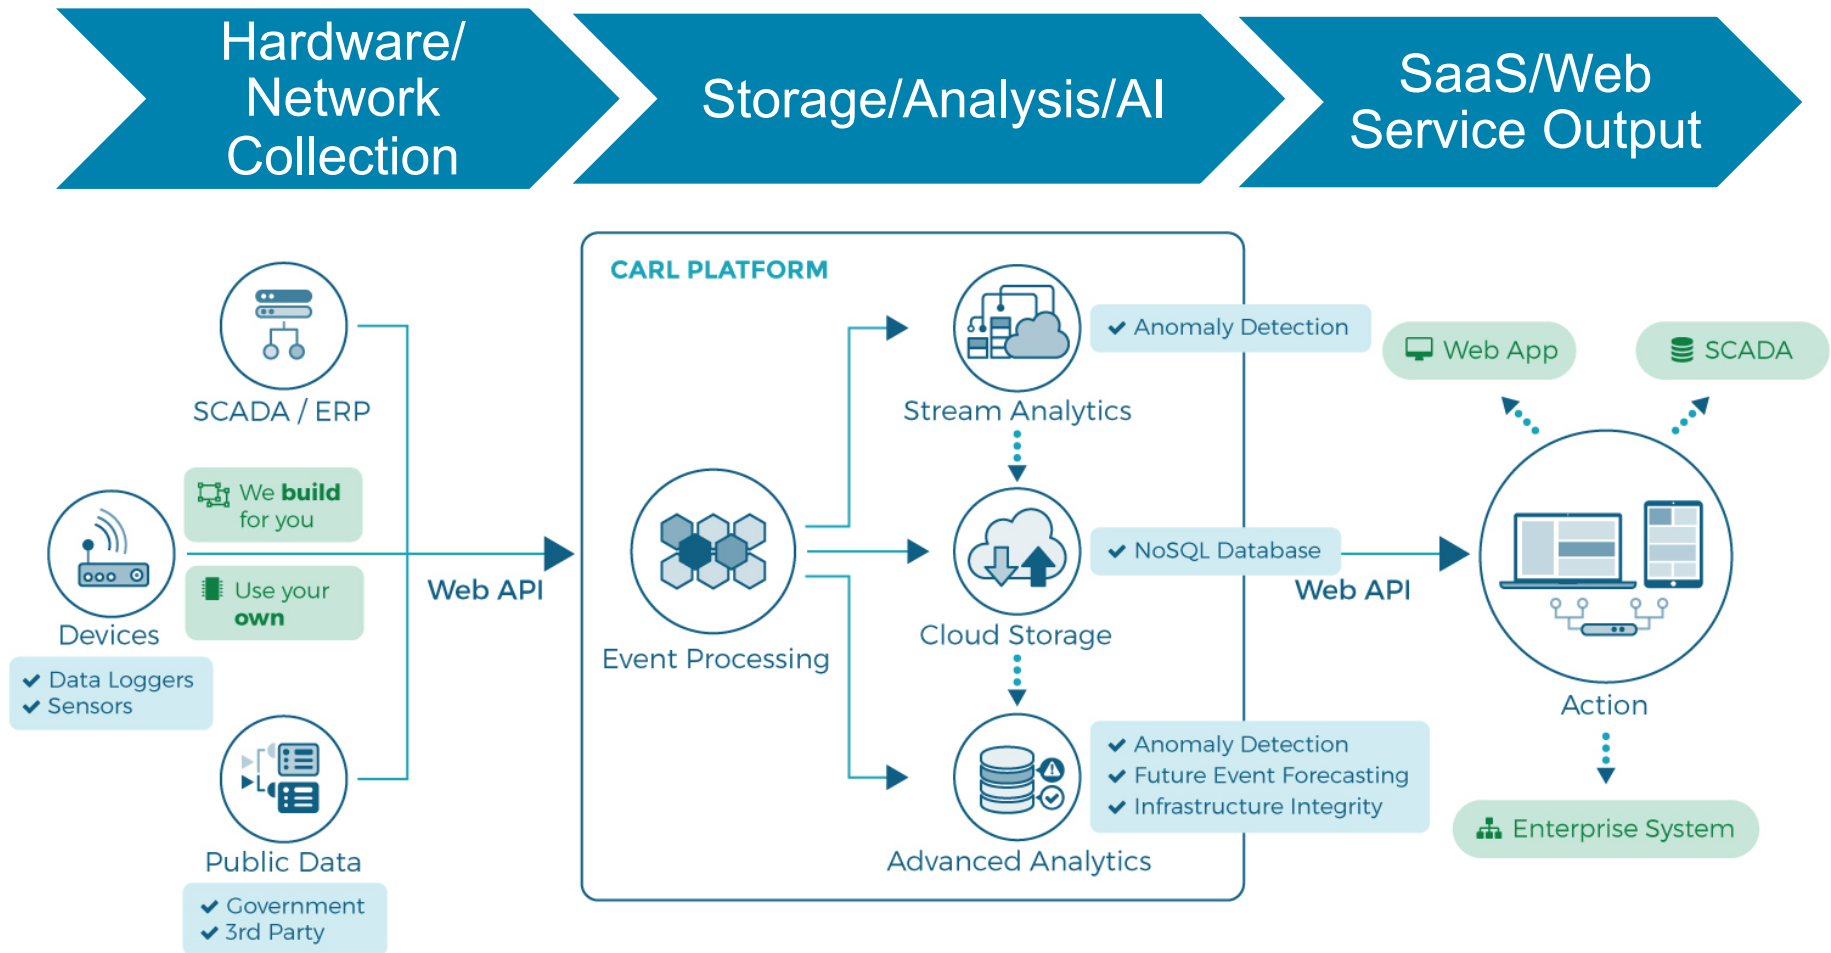 Hardware/
Network
Collection
Storage/Analysis/AI
SaaS/Web
Service Output
SCADA / ERP
We build
for you
Use your
own
Devices
Data Loggers
Sensors
Public Data
Government
3rd Party
Web API
CARL PLATFORM
Event Processing
Stream Analytics
Anomaly Detection
Cloud Storage
NoSQL Database
Advanced Analytics
Anomaly Detection
Future Event Forecasting
Infrastructure Integrity
Web API
Web App
SCADA
Action
Enterprise System